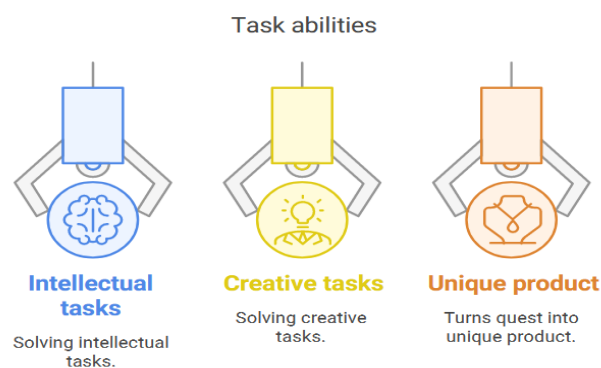 Task abilities
Intellectual
tasks
Solving intellectual
tasks.
Creative tasks
Solving creative
tasks.
Unique product
Turns quest into
unique product.